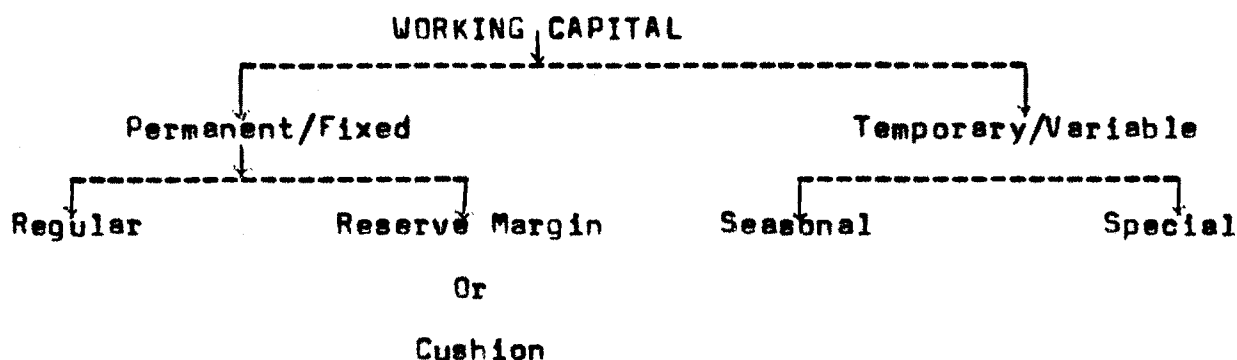 WORKING CAPITAL
Permanent/Fixed Temporary/Variable
Regular Reserve Margin Seasonal Special
Or
Cushion